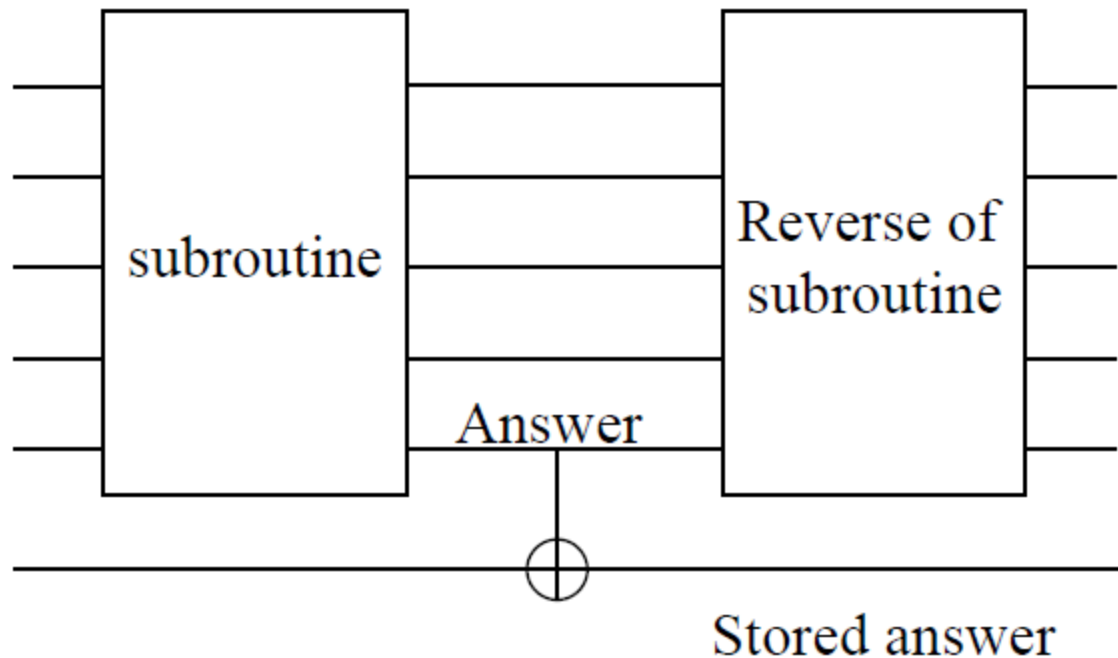 subroutine
Reverse of
subroutine
Answer
Stored answer